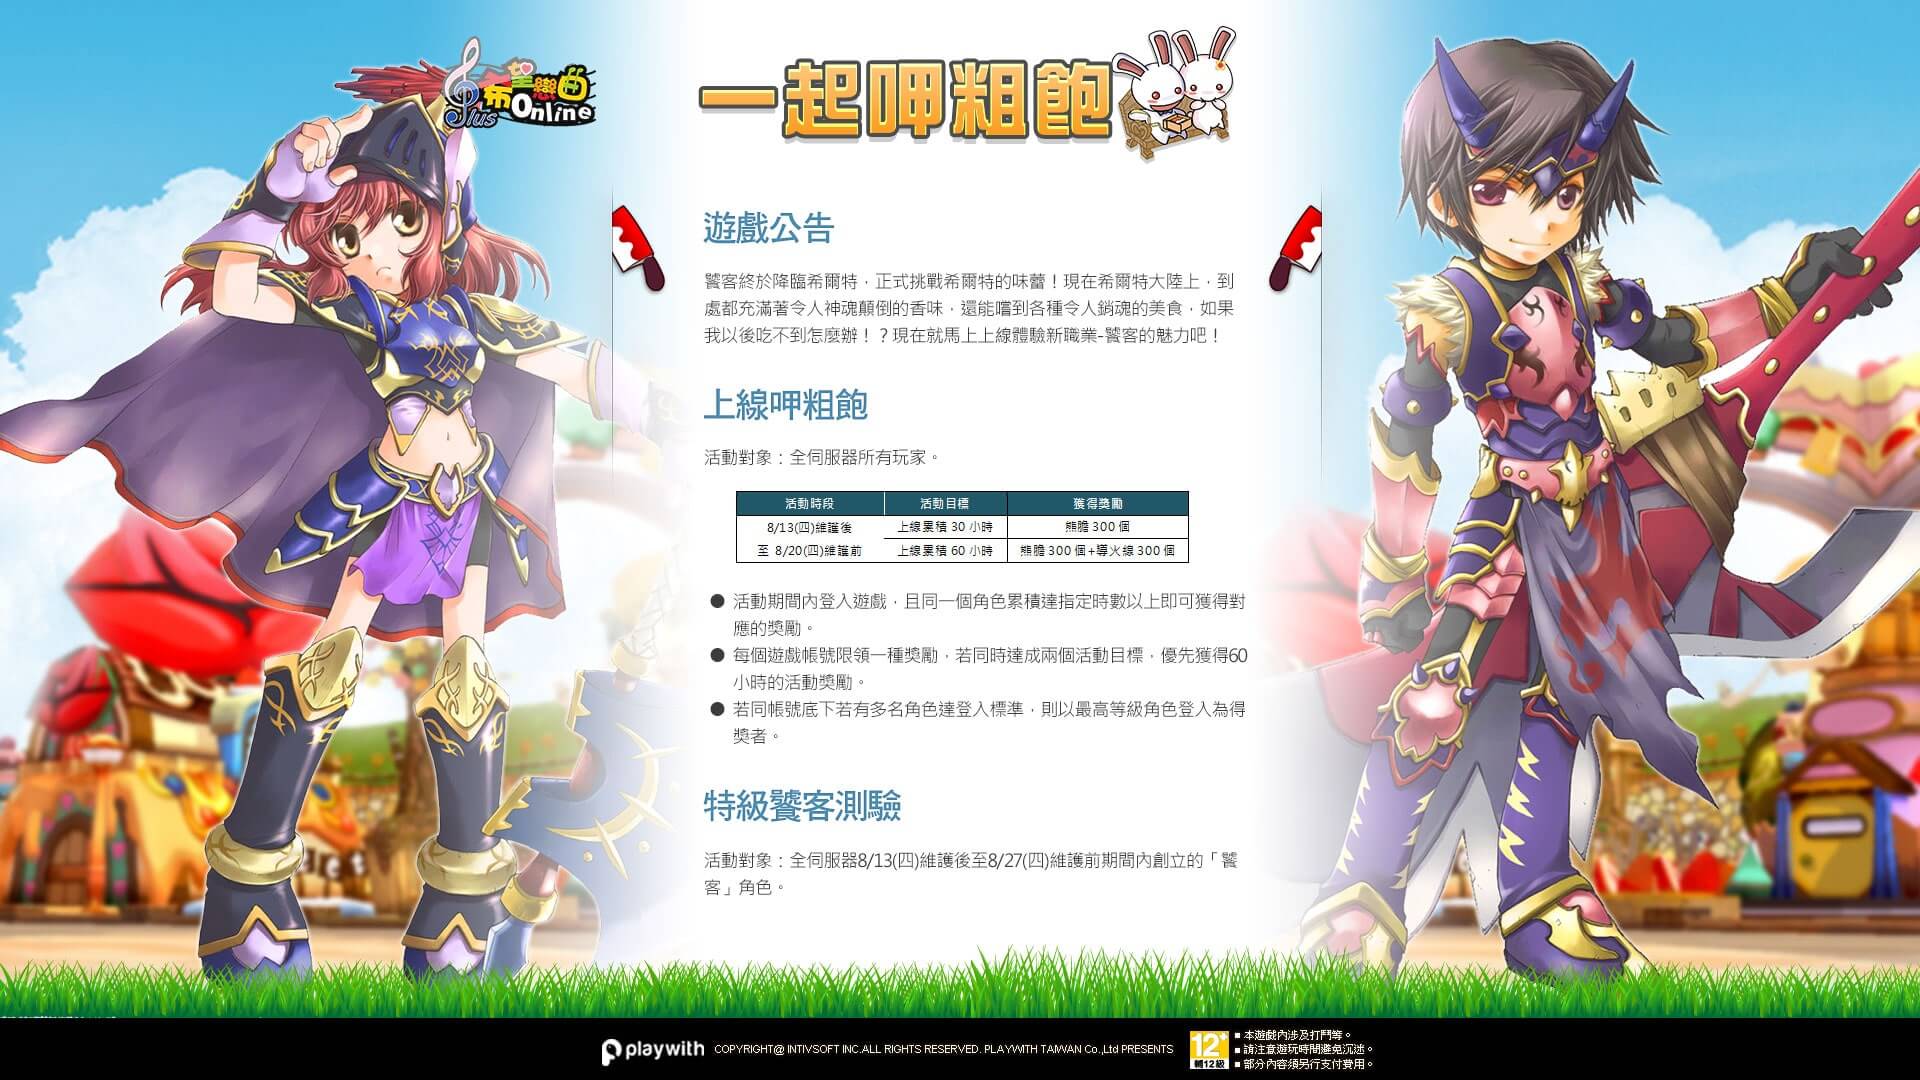 希望戀曲
Plus Online
一起呷粗飽
遊戲公告
饕客終於降臨希爾特，正式挑戰希爾特的味蕾！現在希爾特大陸上，到
處都充滿著令人神魂顛倒的香味，還能嚐到各種令人銷魂的美食，如果
我以後吃不到怎麼辦！？現在就馬上上線體驗新職業-饕客的魅力吧！
上線呷粗飽
活動對象：全伺服器所有玩家。
活動時段 活動目標 獲得獎勵
8/13(四)維護後 上線累積 30 小時 熊膽 300 個
至 8/20(四)維護前 上線累積 60 小時 熊膽 300 個+導火線 300 個
● 活動期間內登入遊戲，且同一個角色累積達指定時數以上即可獲得對
應的獎勵。
● 每個遊戲帳號限領一種獎勵，若同時達成兩個活動目標，優先獲得60
小時的活動獎勵。
● 若同帳號底下若有多名角色達登入標準，則以最高等級角色登入為得
獎者。
特級饕客測驗
活動對象：全伺服器8/13(四)維護後至8/27(四)維護前期間內創立的「饕
客」角色。
playwith COPYRIGHT@ INTIVSOFT INC.ALL RIGHTS RESERVED. PLAYWITH TAIWAN Co.,Ltd PRESENTS
12+
輔12級
■ 本遊戲內涉及打鬥等。
■ 請注意遊玩時間避免沉迷。
■ 部分內容須另行支付費用。